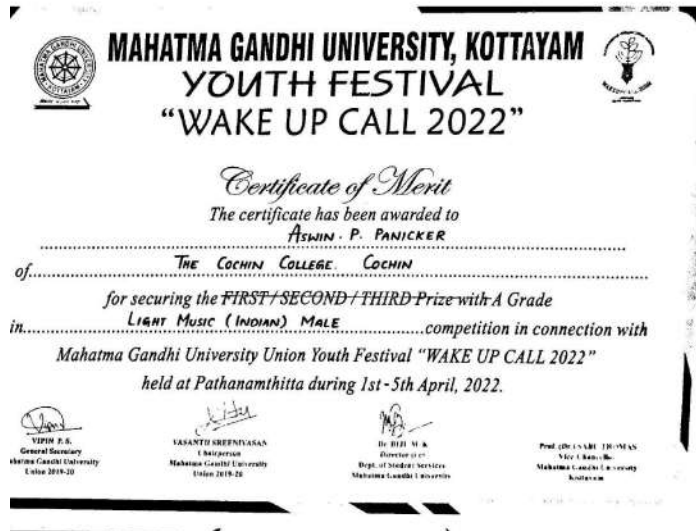 MAHATMA GANDHI UNIVERSITY, KOTTAYAM
YOUTH FESTIVAL
“WAKE UP CALL 2022”
Certificate of Merit
The certificate has been awarded to
ASWIN. P. PANICKER
of THE COCHIN COLLEGE. COCHIN
for securing the FIRST / SECOND / THIRD Prize with A Grade
in LIGHT MUSIC (INDIAN) MALE competition in connection with
Mahatma Gandhi University Union Youth Festival “WAKE UP CALL 2022”
held at Pathanamthitta during 1st-5th April, 2022.
VIPIN P. S.
General Secretary
Mahatma Gandhi University
Union 2019-20
VASANTH SREENIVASAN
Chairperson
Mahatma Gandhi University
Union 2019-20
Dr
Director
Dept. of Student Services
Mahatma Gandhi University
Prof. THOMAS
Vice Chancellor
Mahatma Gandhi University
Kottayam